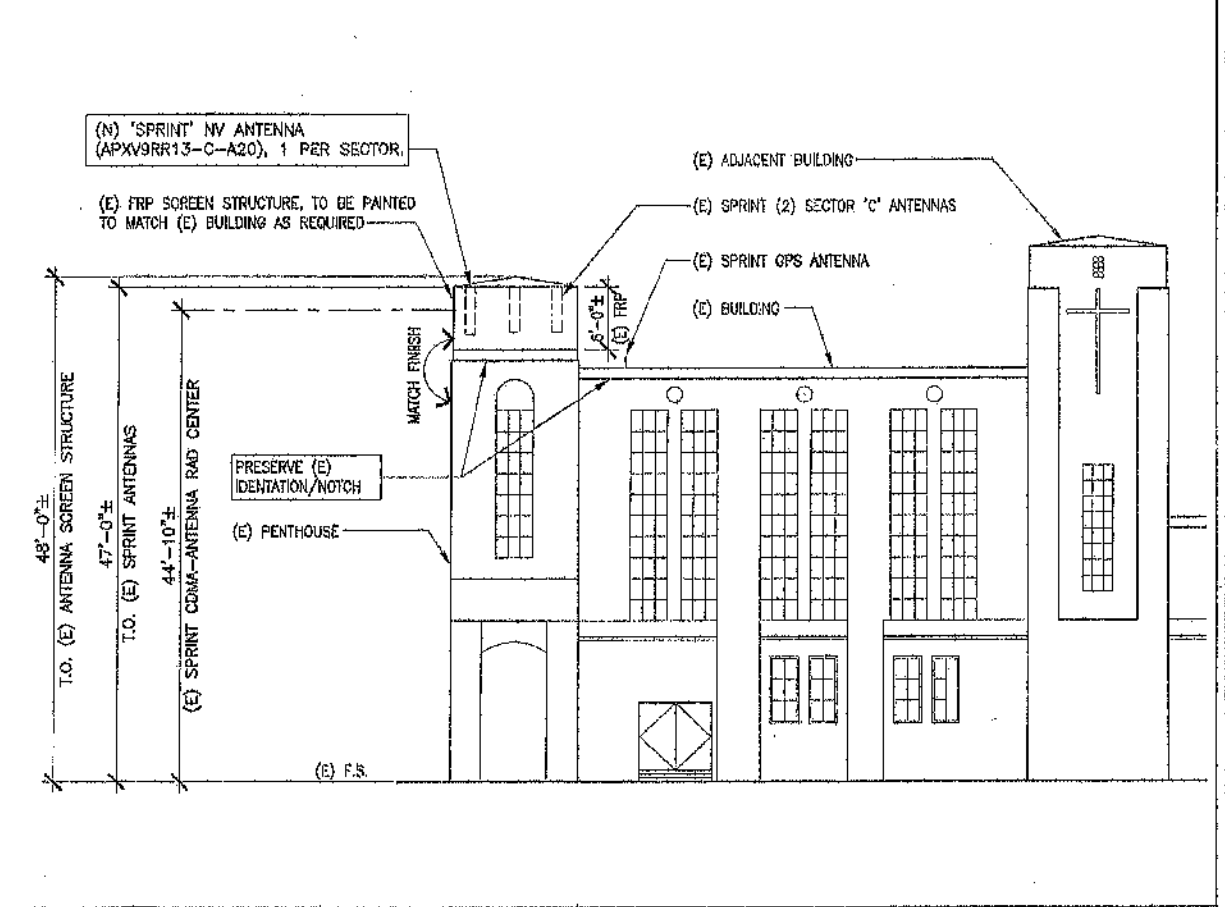 (N) 'SPRINT' NV ANTENNA
(APXV9RR13-C-A20), 1 PER SECTOR.
(E) FRP SCREEN STRUCTURE, TO BE PAINTED
TO MATCH (E) BUILDING AS REQUIRED
(E) ADJACENT BUILDING
(E) SPRINT (2) SECTOR 'C' ANTENNAS
(E) SPRINT GPS ANTENNA
(E) BUILDING
6'-0"±
(E) FRP
MATCH FINISH
PRESERVE (E)
IDENTATION/NOTCH
(E) PENTHOUSE
48'-0"±
T.O. (E) ANTENNA SCREEN STRUCTURE
47'-0"±
T.O. (E) SPRINT ANTENNAS
44'-10"±
(E) SPRINT CDMA-ANTENNA RAD CENTER
(E) F.S.